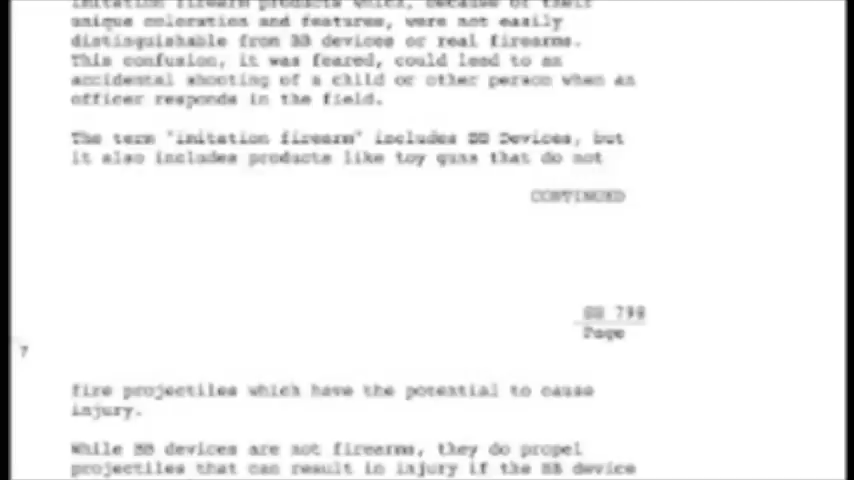 imitation firearm products which, because of their
unique coloration and features, were not easily
distinguishable from BB devices or real firearms.
This confusion, it was feared, could lead to an
accidental shooting of a child or other person when an
officer responds in the field.
The term "imitation firearm" includes BB Devices, but
it also includes products like toy guns that do not
CONTINUED
SB 798
Page
7
fire projectiles which have the potential to cause
injury.
While BB devices are not firearms, they do propel
projectiles that can result in injury if the BB device